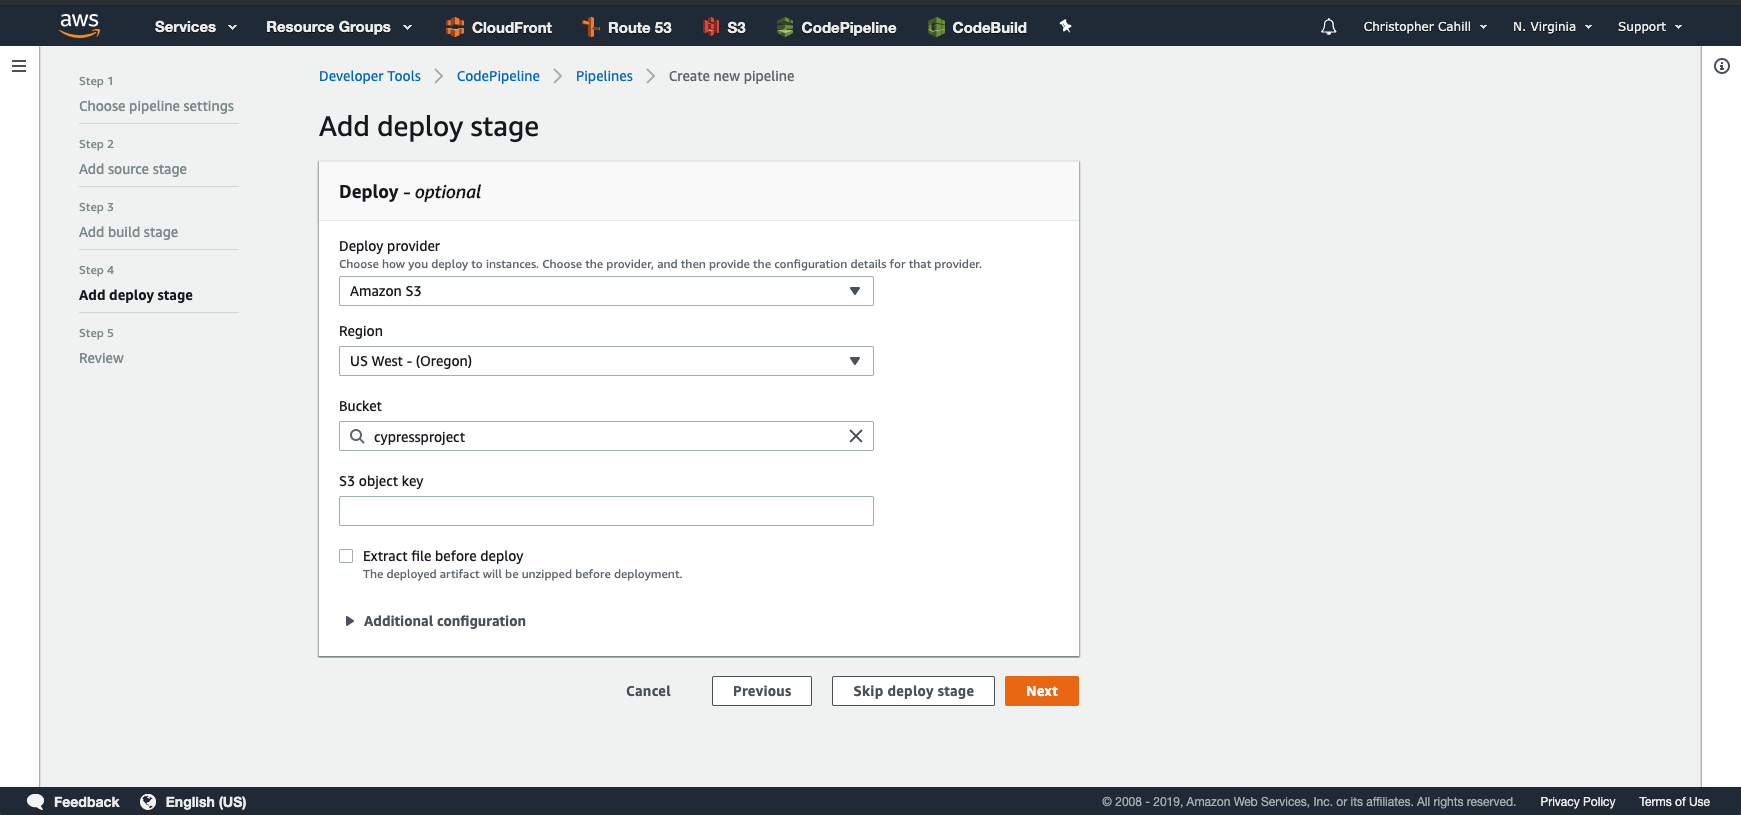 aws Services Resource Groups CloudFront Route 53 S3 CodePipeline CodeBuild Christopher Cahill N. Virginia Support
Developer Tools CodePipeline Pipelines Create new pipeline
Step 1
Choose pipeline settings
Step 2
Add source stage
Step 3
Add build stage
Step 4
Add deploy stage
Step 5
Review
Add deploy stage
Deploy - optional
Deploy provider
Choose how you deploy to instances. Choose the provider, and then provide the configuration details for that provider.
Amazon S3
Region
US West - (Oregon)
Bucket
cypressproject
S3 object key
Extract file before deploy
The deployed artifact will be unzipped before deployment.
Additional configuration
Cancel Previous Skip deploy stage Next
Feedback English (US) © 2008 - 2019, Amazon Web Services, Inc. or its affiliates. All rights reserved. Privacy Policy Terms of Use